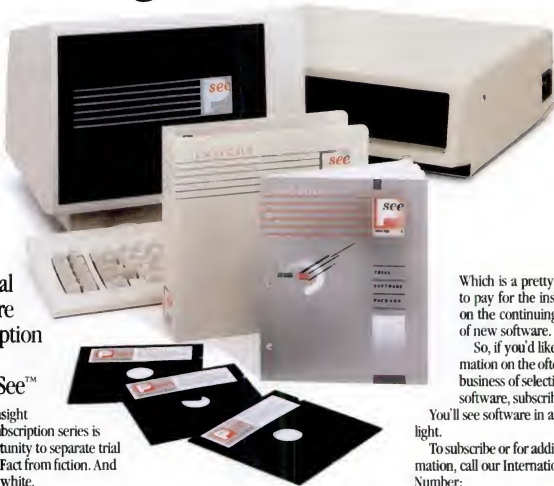 see
see
see
TRIAL
SOFTWARE
PACKAGE
al
re
ption
See™
sight
bscription series is
tunity to separate trial
Fact from fiction. And
white.
Which is a pretty
to pay for the ins
on the continuing
of new software.
So, if you'd like
mation on the ofte
business of selecti
software, subscrib
You'll see software in a
light.
To subscribe or for addi
mation, call our Internatio
Number: